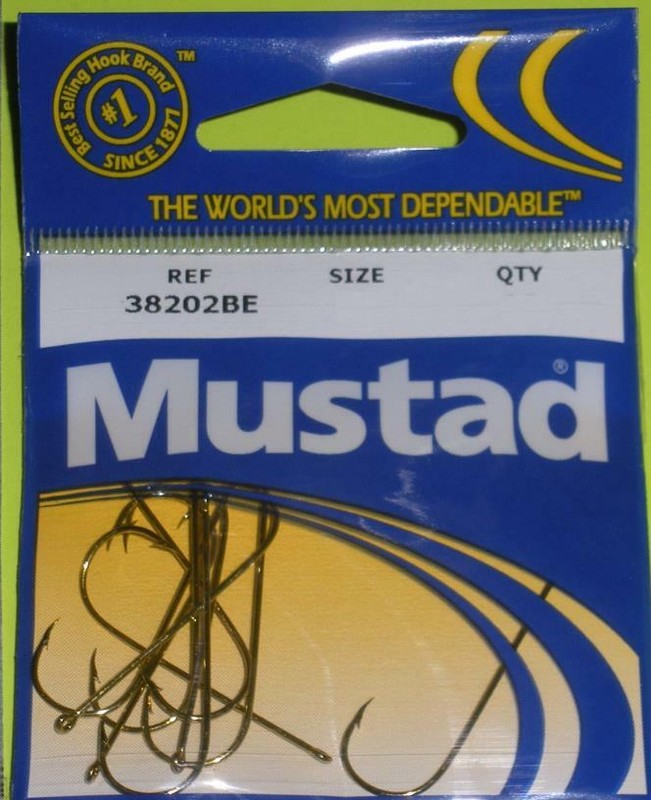 Best Selling Hook Brand
#1
SINCE 1871
TM
THE WORLD'S MOST DEPENDABLE™
REF SIZE QTY
38202BE
Mustad®